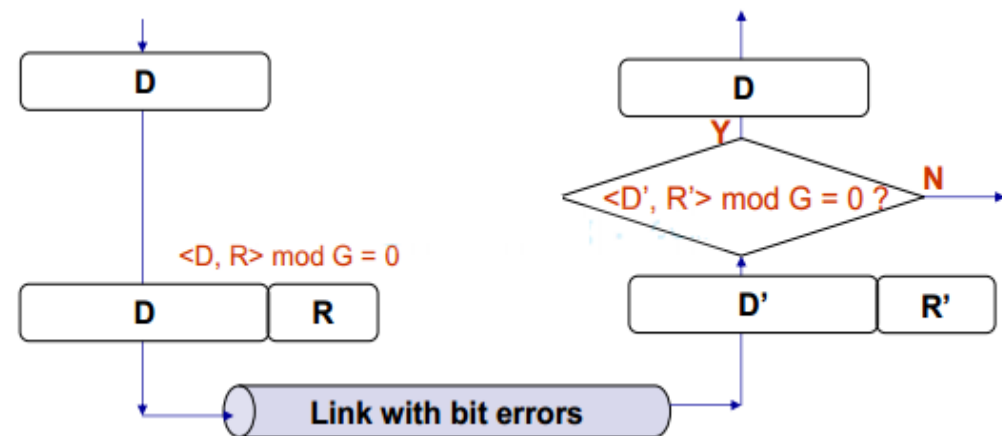 D
D
Y
<D’, R’> mod G = 0 ?
N
<D, R> mod G = 0
D
R
D’
R’
Link with bit errors